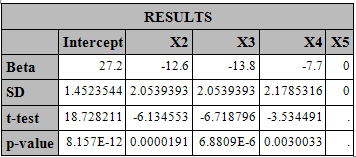 RESULTS
Intercept X2 X3 X4 X5
Beta 27.2 -12.6 -13.8 -7.7 0
SD 1.4523544 2.0539393 2.0539393 2.1785316 0
t-test 18.728211 -6.134553 -6.718796 -3.534491 .
p-value 8.157E-12 0.0000191 6.8809E-6 0.0030033 .